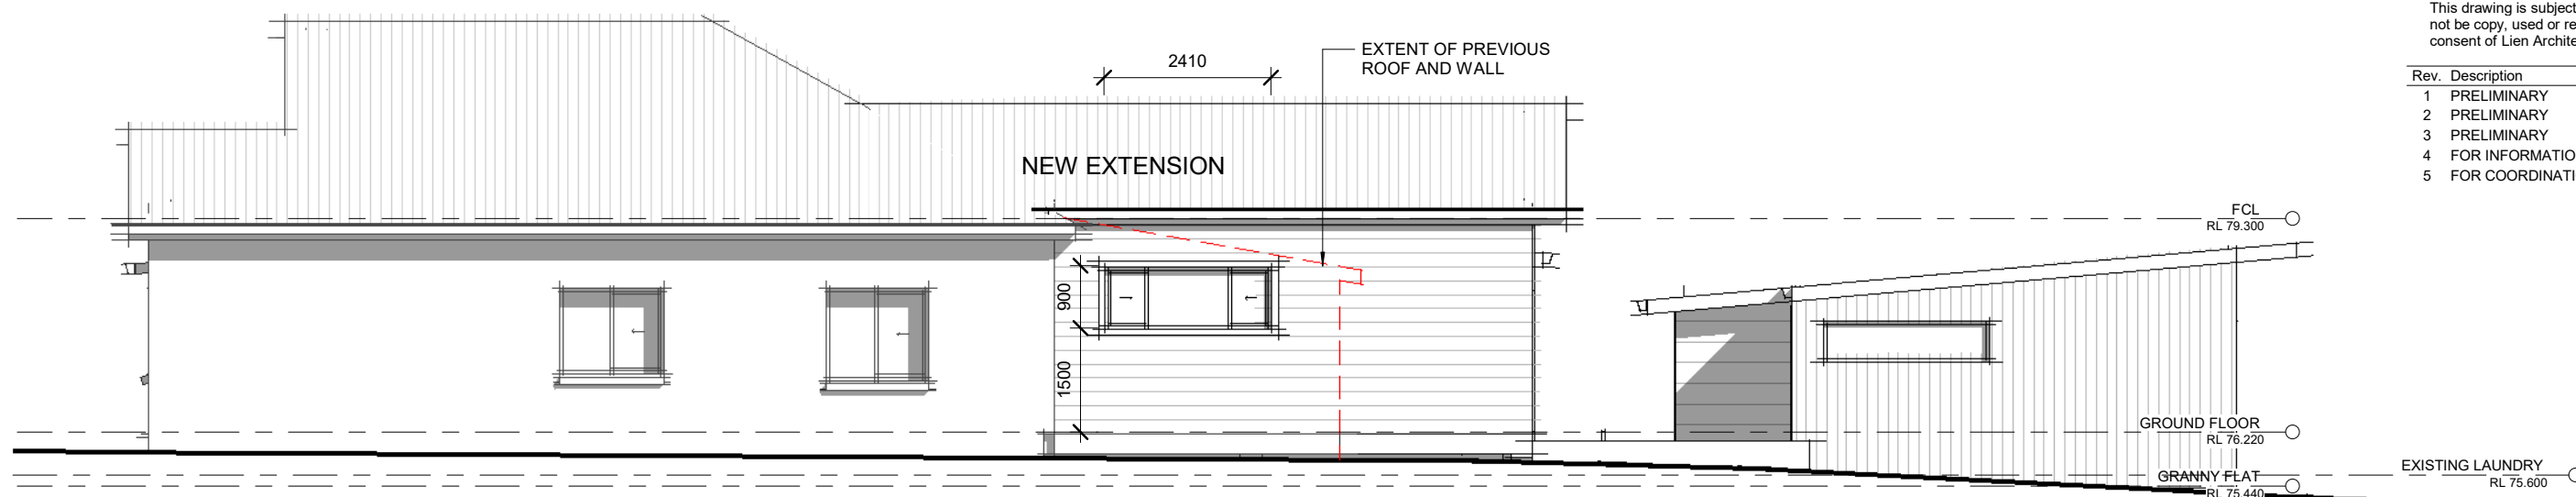 This drawing is subject
not be copy, used or re
consent of Lien Archite
Rev. Description
1 PRELIMINARY
2 PRELIMINARY
3 PRELIMINARY
4 FOR INFORMATIO
5 FOR COORDINATI
2410
EXTENT OF PREVIOUS
ROOF AND WALL
NEW EXTENSION
FCL
RL 79.300
900
1500
GROUND FLOOR
RL 76.220
EXISTING LAUNDRY
RL 75.600
GRANNY FLAT
RL 75.440